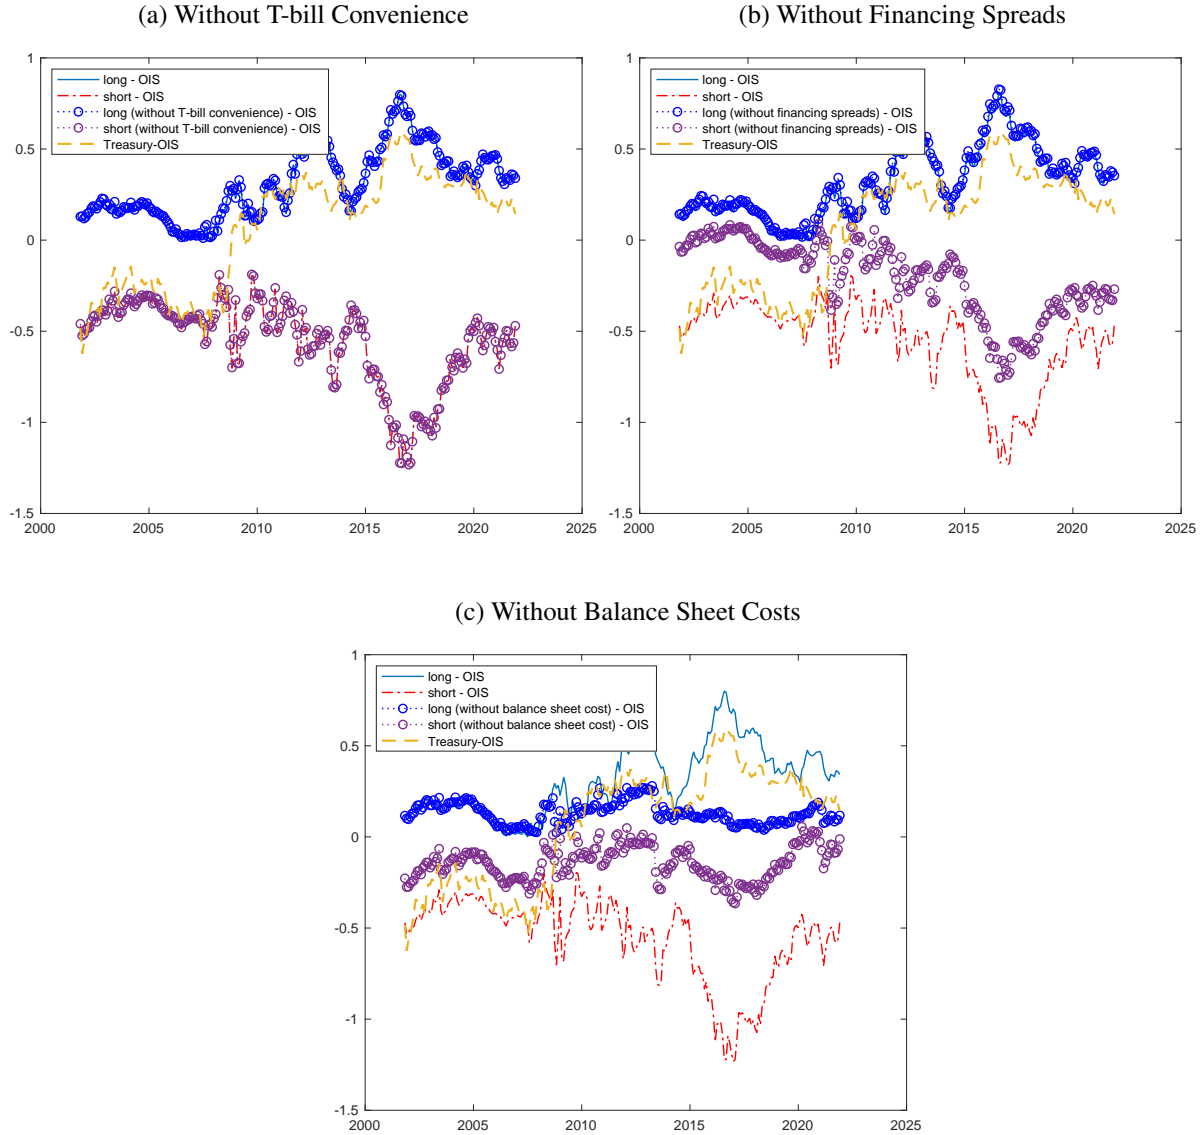 (a) Without T-bill Convenience
1
0.5
0
-0.5
-1
-1.5
2000 2005 2010 2015 2020 2025
long - OIS
short - OIS
long (without T-bill convenience) - OIS
short (without T-bill convenience) - OIS
Treasury-OIS
(b) Without Financing Spreads
1
0.5
0
-0.5
-1
-1.5
2000 2005 2010 2015 2020 2025
long - OIS
short - OIS
long (without financing spreads) - OIS
short (without financing spreads) - OIS
Treasury-OIS
(c) Without Balance Sheet Costs
1
0.5
0
-0.5
-1
-1.5
2000 2005 2010 2015 2020 2025
long - OIS
short - OIS
long (without balance sheet cost) - OIS
short (without balance sheet cost) - OIS
Treasury-OIS